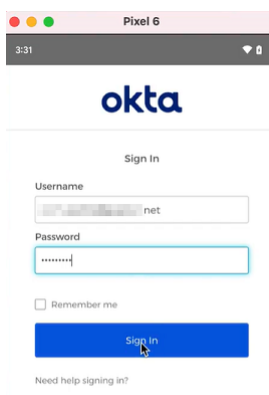 Pixel 6
3:31
okta
Sign In
Username
net
Password
•••••••••
Remember me
Sign In
Need help signing in?